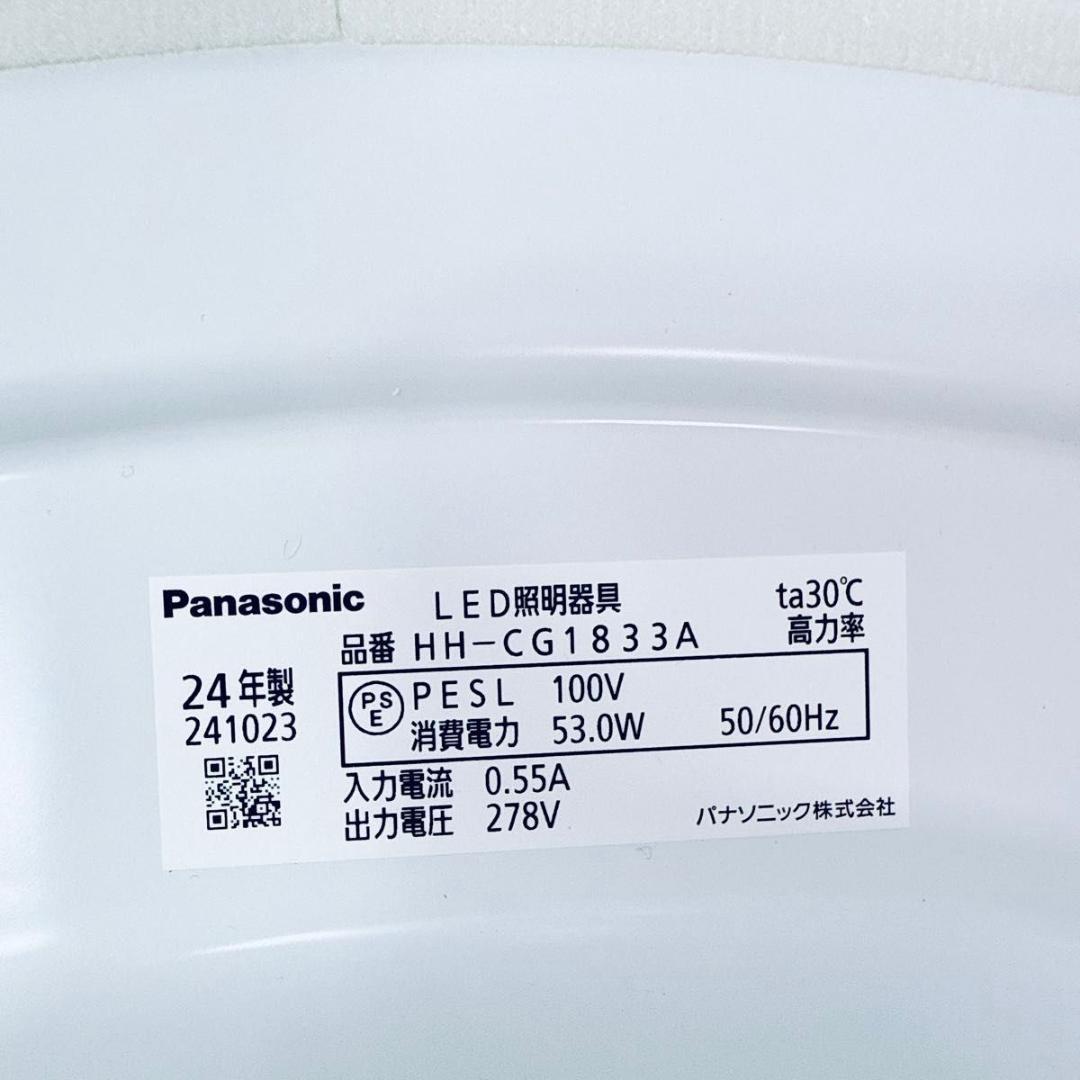 Panasonic LED照明器具 ta30℃
品番 HH-CG1833A 高力率
24年製
241023
PSE PESL 100V
消費電力 53.0W 50/60Hz
入力電流 0.55A
出力電圧 278V パナソニック株式会社